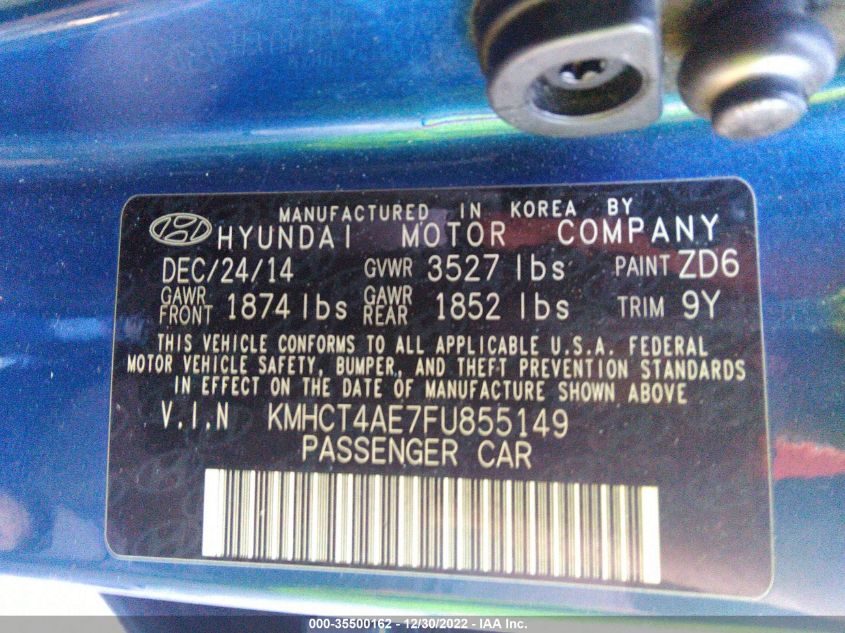 MANUFACTURED IN KOREA BY
HYUNDAI MOTOR COMPANY
DEC/24/14 GVWR 3527 lbs PAINT ZD6
GAWR FRONT 1874 lbs GAWR REAR 1852 lbs TRIM 9Y
THIS VEHICLE CONFORMS TO ALL APPLICABLE U.S.A. FEDERAL
MOTOR VEHICLE SAFETY, BUMPER, AND THEFT PREVENTION STANDARDS
IN EFFECT ON THE DATE OF MANUFACTURE SHOWN ABOVE
V.I.N KMHCT4AE7FU855149
PASSENGER CAR
000-35500162 - 12/30/2022 - IAA Inc.